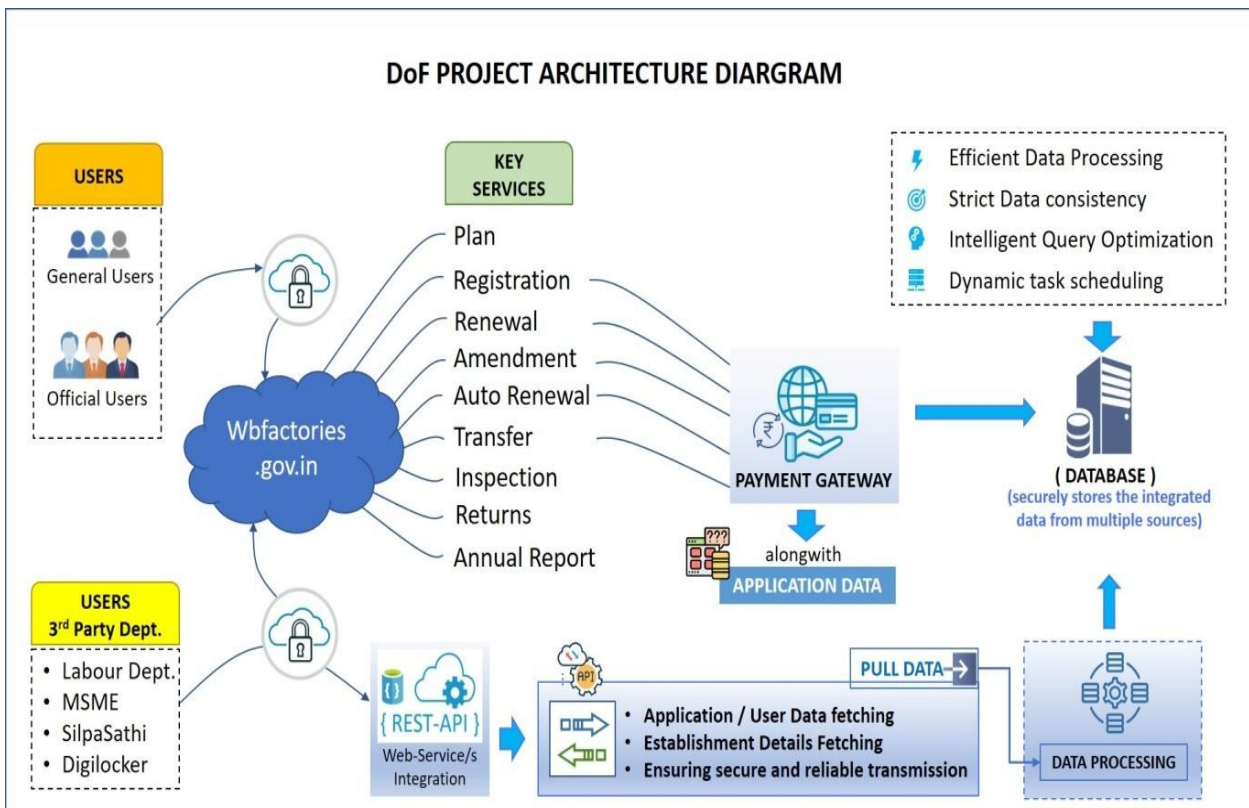 DoF PROJECT ARCHITECTURE DIARGRAM
USERS
General Users
Official Users
KEY
SERVICES
Plan
Registration
Renewal
Amendment
Auto Renewal
Transfer
Inspection
Returns
Annual Report
Wbfactories
.gov.in
Efficient Data Processing
Strict Data consistency
Intelligent Query Optimization
Dynamic task scheduling
₹
PAYMENT GATEWAY
( DATABASE )
(securely stores the integrated
data from multiple sources)
???
alongwith
APPLICATION DATA
USERS
3rd Party Dept.
• Labour Dept.
• MSME
• SilpaSathi
• Digilocker
{}
{ REST-API }
Web-Service/s
Integration
API
PULL DATA
• Application / User Data fetching
• Establishment Details Fetching
• Ensuring secure and reliable transmission
DATA PROCESSING